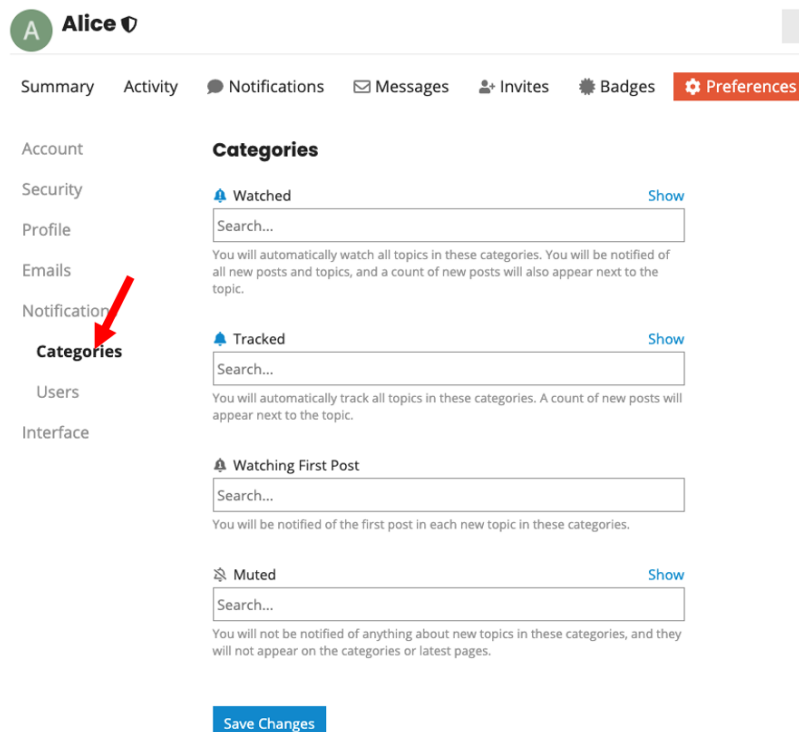 A
Alice
Summary Activity Notifications Messages Invites Badges Preferences
Account
Security
Profile
Emails
Notification
Categories
Users
Interface
Categories
Watched Show
Search...
You will automatically watch all topics in these categories. You will be notified of
all new posts and topics, and a count of new posts will also appear next to the
topic.
Tracked Show
Search...
You will automatically track all topics in these categories. A count of new posts will
appear next to the topic.
Watching First Post
Search...
You will be notified of the first post in each new topic in these categories.
Muted Show
Search...
You will not be notified of anything about new topics in these categories, and they
will not appear on the categories or latest pages.
Save Changes